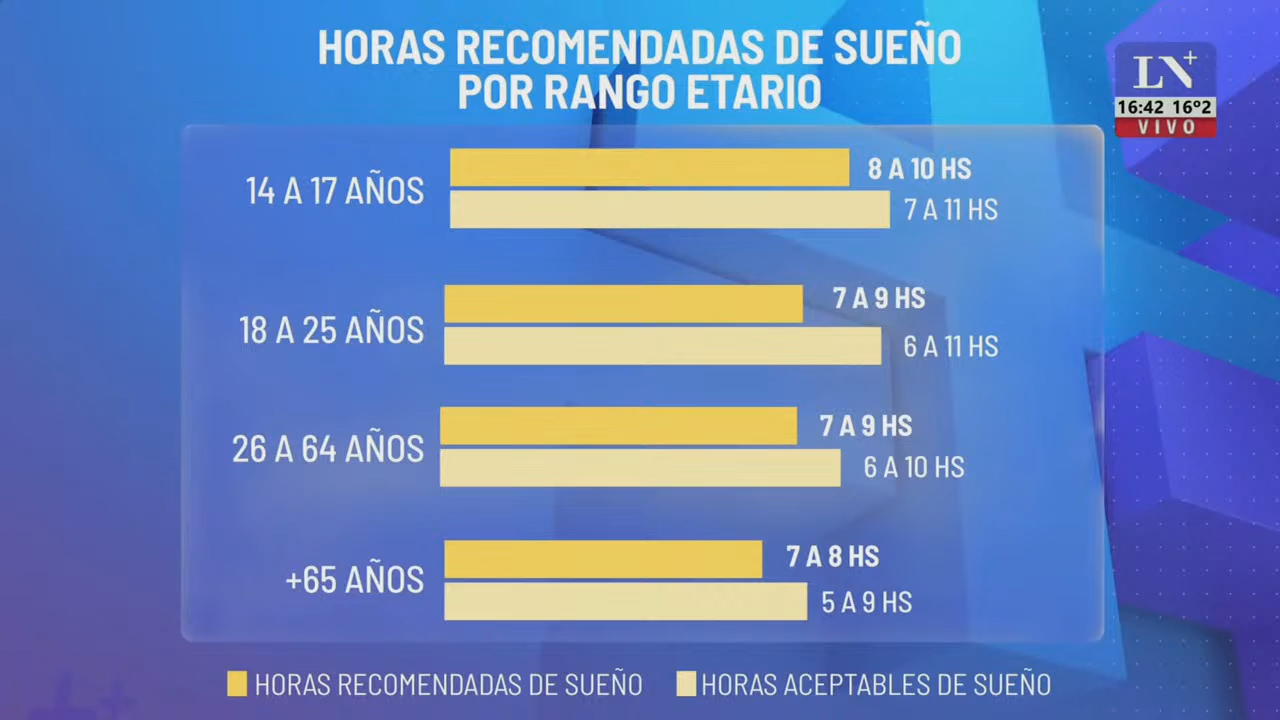 HORAS RECOMENDADAS DE SUEÑO
POR RANGO ETARIO
LN+
16:42 16º2
VIVO
14 A 17 AÑOS
8 A 10 HS
7 A 11 HS
18 A 25 AÑOS
7 A 9 HS
6 A 11 HS
26 A 64 AÑOS
7 A 9 HS
6 A 10 HS
+65 AÑOS
7 A 8 HS
5 A 9 HS
HORAS RECOMENDADAS DE SUEÑO
HORAS ACEPTABLES DE SUEÑO